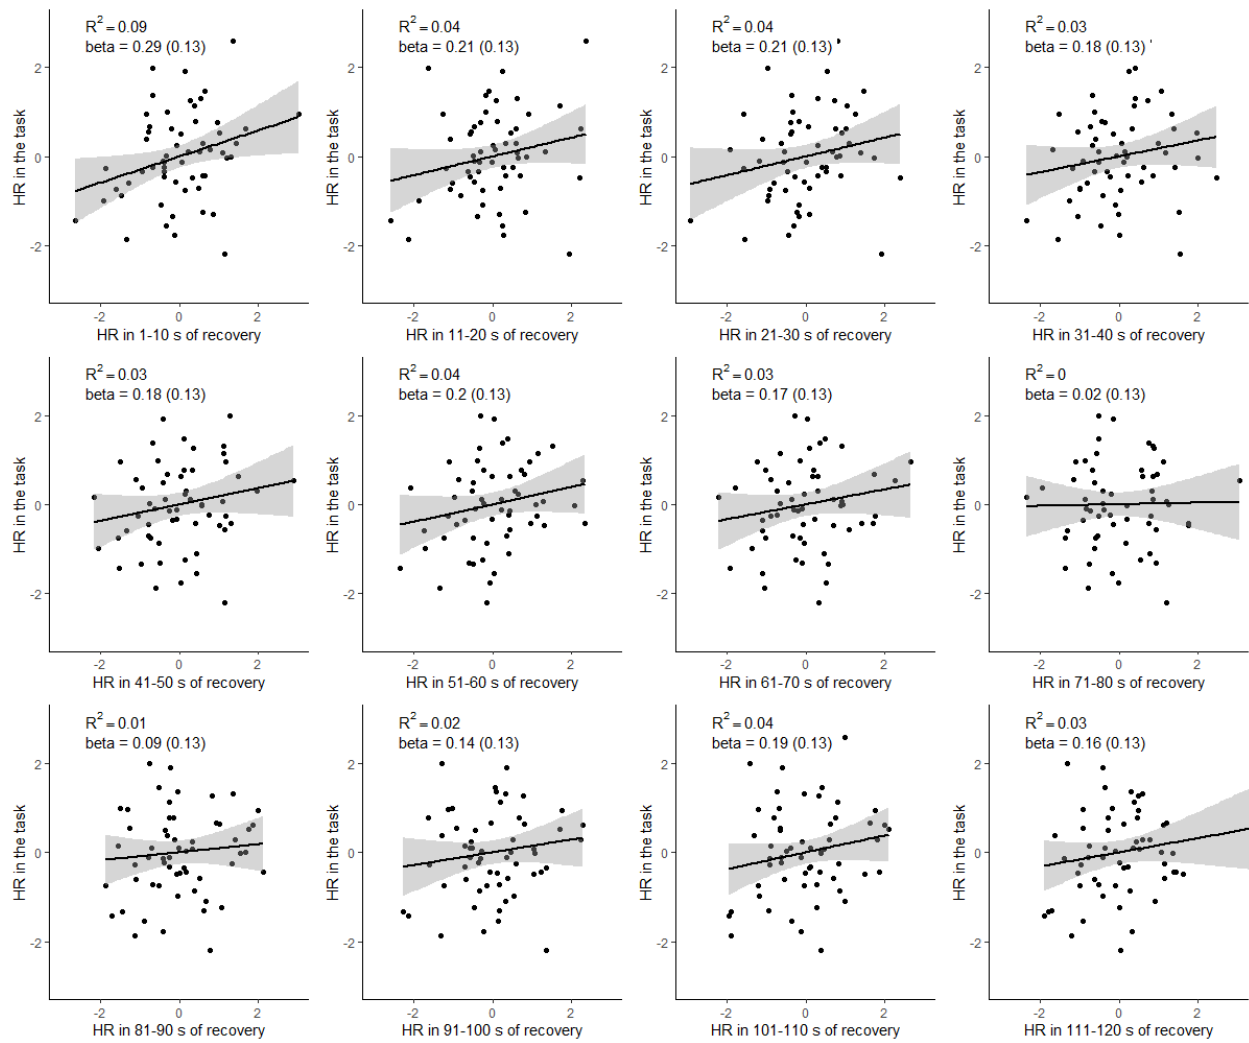 R² = 0.09
beta = 0.29 (0.13)
HR in the task
2
0
-2
-2 0 2
HR in 1-10 s of recovery
R² = 0.04
beta = 0.21 (0.13)
HR in the task
2
0
-2
-2 0 2
HR in 11-20 s of recovery
R² = 0.04
beta = 0.21 (0.13)
HR in the task
2
0
-2
-2 0 2
HR in 21-30 s of recovery
R² = 0.03
beta = 0.18 (0.13)
HR in the task
2
0
-2
-2 0 2
HR in 31-40 s of recovery
R² = 0.03
beta = 0.18 (0.13)
HR in the task
2
0
-2
-2 0 2
HR in 41-50 s of recovery
R² = 0.04
beta = 0.2 (0.13)
HR in the task
2
0
-2
-2 0 2
HR in 51-60 s of recovery
R² = 0.03
beta = 0.17 (0.13)
HR in the task
2
0
-2
-2 0 2
HR in 61-70 s of recovery
R² = 0
beta = 0.02 (0.13)
HR in the task
2
0
-2
-2 0 2
HR in 71-80 s of recovery
R² = 0.01
beta = 0.09 (0.13)
HR in the task
2
0
-2
-2 0 2
HR in 81-90 s of recovery
R² = 0.02
beta = 0.14 (0.13)
HR in the task
2
0
-2
-2 0 2
HR in 91-100 s of recovery
R² = 0.04
beta = 0.19 (0.13)
HR in the task
2
0
-2
-2 0 2
HR in 101-110 s of recovery
R² = 0.03
beta = 0.16 (0.13)
HR in the task
2
0
-2
-2 0 2
HR in 111-120 s of recovery